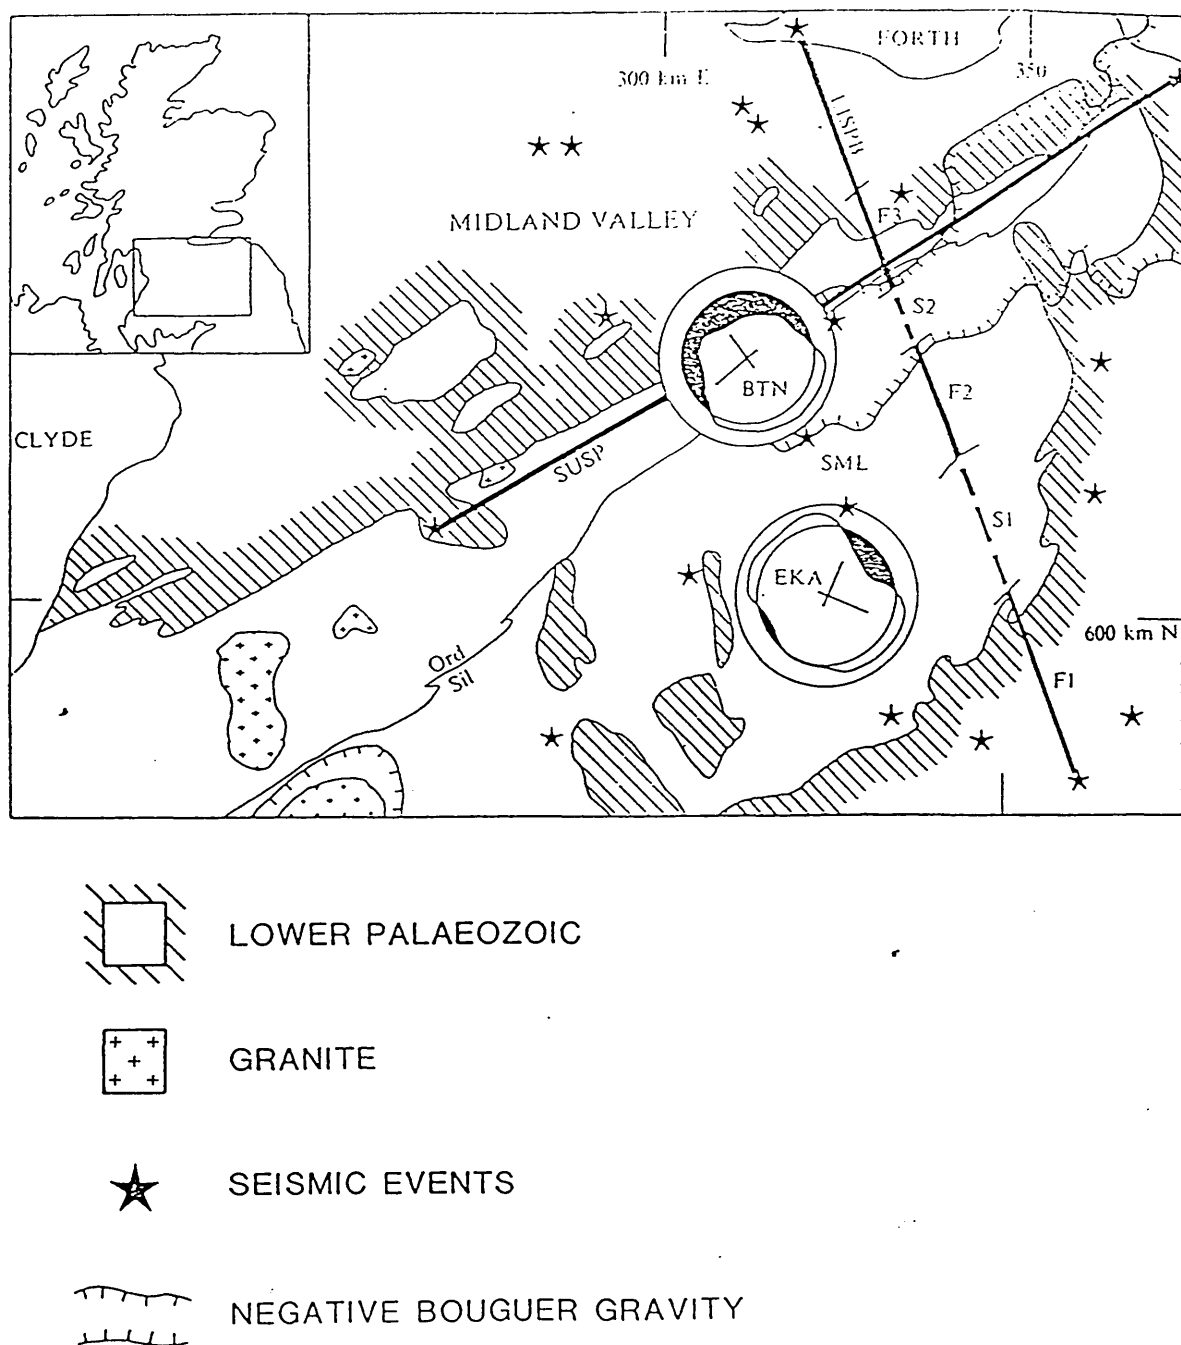 FORTH
300 km E
350
LISPB
F3
MIDLAND VALLEY
S2
BTN
F2
CLYDE
SUSP
SML
S1
EKA
600 km N
Ord
Sil
F1
LOWER PALAEOZOIC
GRANITE
SEISMIC EVENTS
NEGATIVE BOUGUER GRAVITY